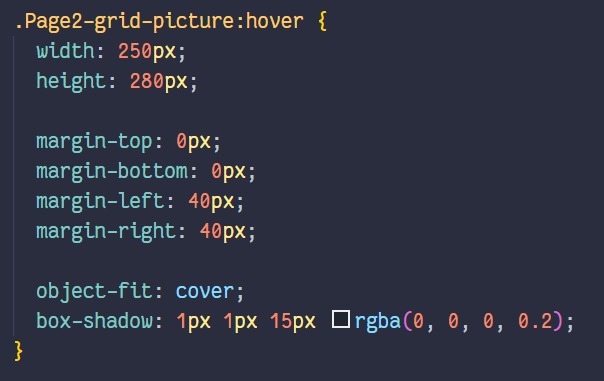 .Page2-grid-picture:hover {
width: 250px;
height: 280px;
margin-top: 0px;
margin-bottom: 0px;
margin-left: 40px;
margin-right: 40px;
object-fit: cover;
box-shadow: 1px 1px 15px rgba(0, 0, 0, 0.2);
}